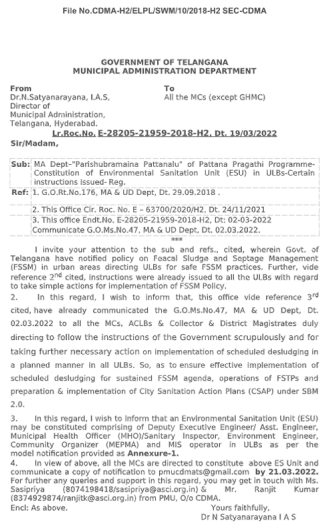 File No.CDMA-H2/ELPL/SWM/10/2018-H2 SEC-CDMA
GOVERNMENT OF TELANGANA
MUNICIPAL ADMINISTRATION DEPARTMENT
From
Dr.N.Satyanarayana, I.A.S,
Director of
Municipal Administration,
Telangana, Hyderabad.
To
All the MCs (except GHMC)
Lr.Roc.No. E-28205-21959-2018-H2, Dt. 19/03/2022
Sir/Madam,
Sub: MA Dept-"Parishubramaina Pattanalu" of Pattana Pragathi Programme-
Constitution of Environmental Sanitation Unit (ESU) in ULBs-Certain
instructions issued- Reg.
Ref: 1. G.O.Rt.No.176, MA & UD Dept, Dt. 29.09.2018 .
2. This Office Cir. Roc. No. E – 63700/2020/H2, Dt. 24/11/2021
3. This office Endt.No. E-28205-21959-2018-H2, Dt: 02-03-2022
Communicate G.O.Ms.No.47, MA & UD Dept, Dt. 02.03.2022.
***
I invite your attention to the sub and refs., cited, wherein Govt. of
Telangana have notified policy on Foacal Sludge and Septage Management
(FSSM) in urban areas directing ULBs for safe FSSM practices. Further, vide
reference 2nd cited, instructions were already issued to all the ULBs with regard
to take simple actions for implementation of FSSM Policy.
2. In this regard, I wish to inform that, this office vide reference 3rd
cited, have already communicated the G.O.Ms.No.47, MA & UD Dept, Dt.
02.03.2022 to all the MCs, ACLBs & Collector & District Magistrates duly
directing to follow the instructions of the Government scrupulously and for
taking further necessary action on implementation of scheduled desludging in
a planned manner in all ULBs. So, as to ensure effective implementation of
scheduled desludging for sustained FSSM agenda, operations of FSTPs and
preparation & implementation of City Sanitation Action Plans (CSAP) under SBM
2.0.
3. In this regard, I wish to inform that an Environmental Sanitation Unit (ESU)
may be constituted comprising of Deputy Executive Engineer/ Asst. Engineer,
Municipal Health Officer (MHO)/Sanitary Inspector, Environment Engineer,
Community Organizer (MEPMA) and MIS operator in ULBs as per the
model notification provided as Annexure-1.
4. In view of above, all the MCs are directed to constitute above ES Unit and
communicate a copy of notification to pmucdmats@gmail.com by 21.03.2022.
For further any queries and support in this regard, you may get in touch with Ms.
Sasipriya (8074198418/sasipriya@asci.org.in) & Mr. Ranjit Kumar
(8374929874/ranjitk@asci.org.in) from PMU, O/o CDMA.
Encl: As above.
Yours faithfully,
Dr N Satyanarayana I A S